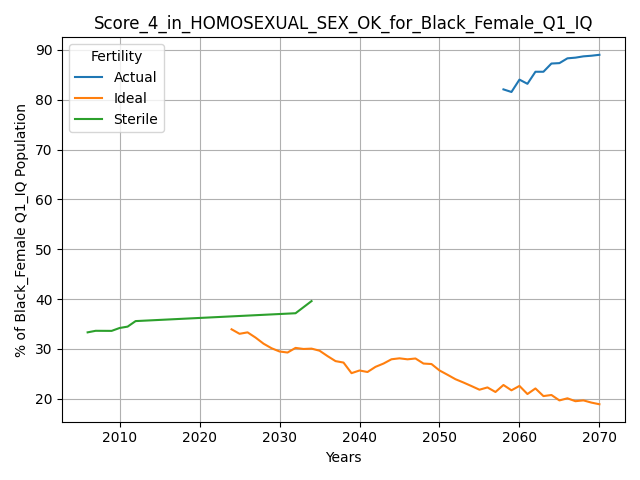 Score_4_in_HOMOSEXUAL_SEX_OK_for_Black_Female_Q1_IQ
% of Black_Female Q1_IQ Population
90
80
70
60
50
40
30
20
Fertility
Actual
Ideal
Sterile
2010 2020 2030 2040 2050 2060 2070
Years